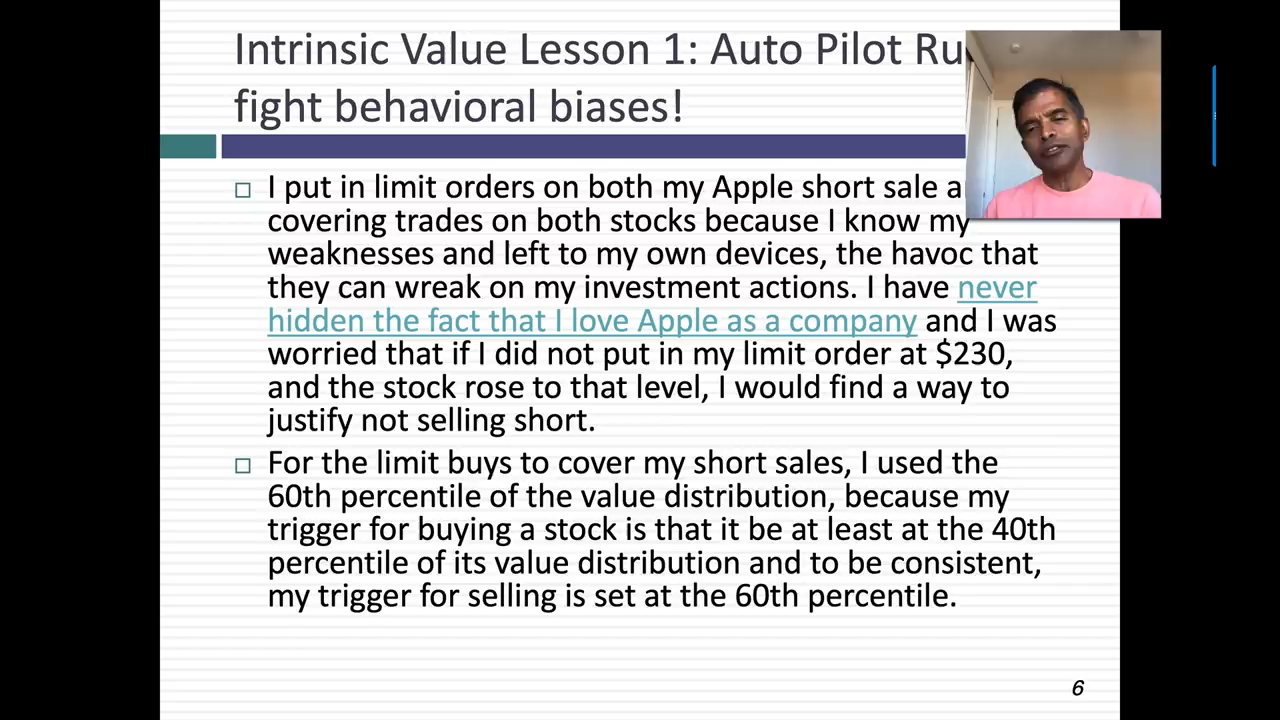 Intrinsic Value Lesson 1: Auto Pilot
fight behavioral biases!
I put in limit orders on both my Apple short sale
covering trades on both stocks because I know my
weaknesses and left to my own devices, the havoc that
they can wreak on my investment actions. I have never
hidden the fact that I love Apple as a company and I was
worried that if I did not put in my limit order at $230,
and the stock rose to that level, I would find a way to
justify not selling short.
For the limit buys to cover my short sales, I used the
60th percentile of the value distribution, because my
trigger for buying a stock is that it be at least at the 40th
percentile of its value distribution and to be consistent,
my trigger for selling is set at the 60th percentile.
6